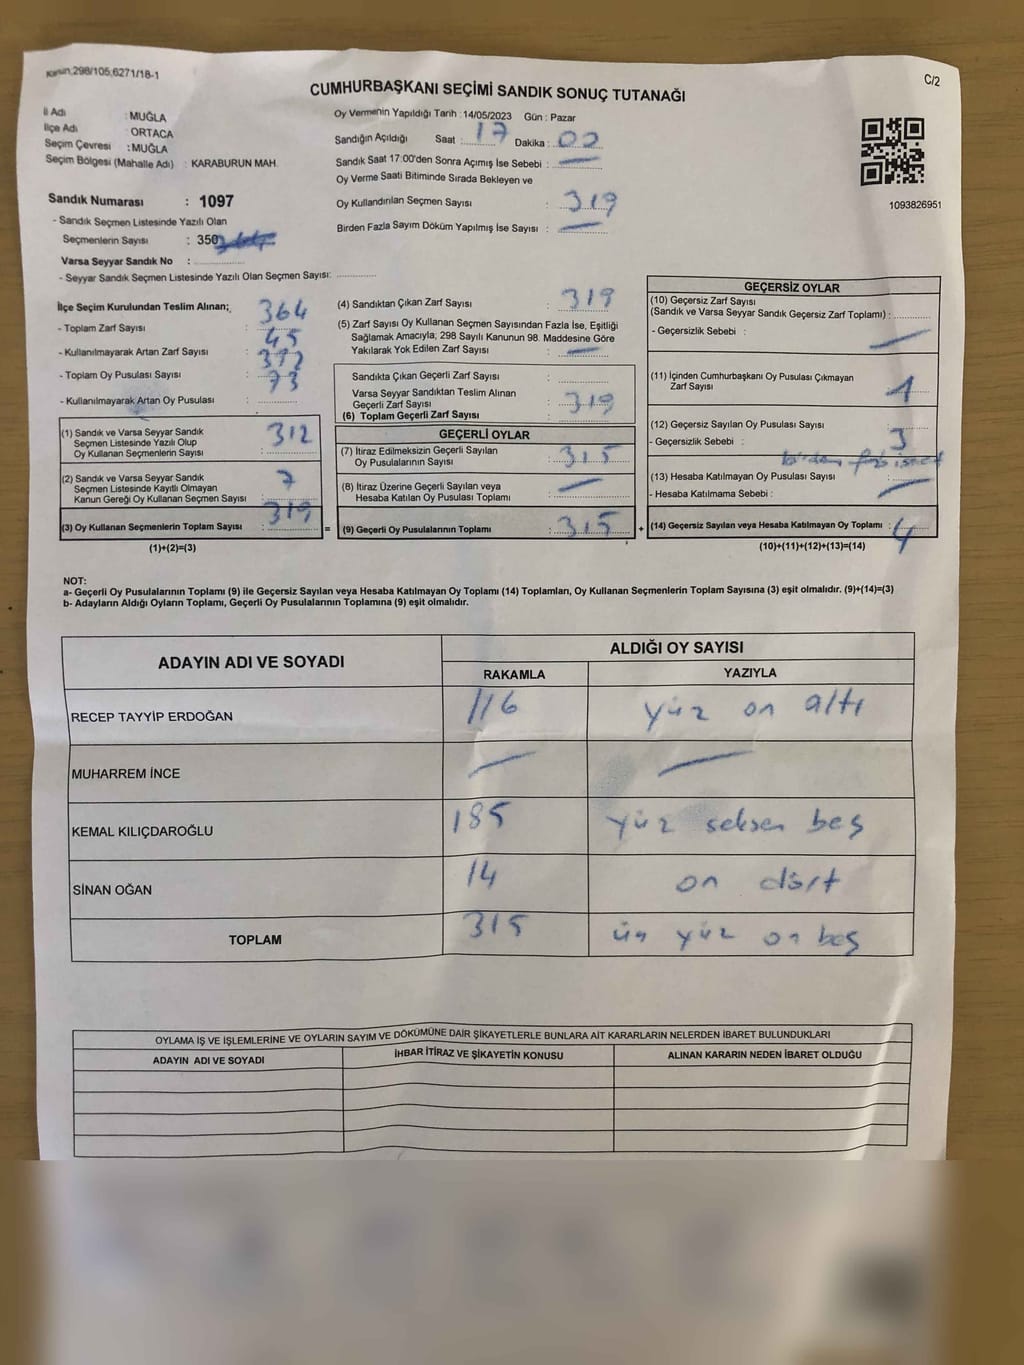 Kanun:298/105,6271/18-1
C/2
CUMHURBAŞKANI SEÇİMİ SANDIK SONUÇ TUTANAĞI
İl Adı : MUĞLA
İlçe Adı : ORTACA
Seçim Çevresi : MUĞLA
Seçim Bölgesi (Mahalle Adı) : KARABURUN MAH.
Oy Vermenin Yapıldığı Tarih :14/05/2023 Gün : Pazar
Sandığın Açıldığı Saat : 17 Dakika : 00
Sandık Saat 17:00'den Sonra Açımış İse Sebebi : —
Oy Verme Saati Bitiminde Sırada Bekleyen ve
Oy Kullandırılan Seçmen Sayısı : 319
Birden Fazla Sayım Döküm Yapılmış İse Sayısı : —
1093826951
Sandık Numarası : 1097
- Sandık Seçmen Listesinde Yazılı Olan
Seçmenlerin Sayısı : 350
Varsa Seyyar Sandık No :
- Seyyar Sandık Seçmen Listesinde Yazılı Olan Seçmen Sayısı:
İlçe Seçim Kurulundan Teslim Alınan;
- Toplam Zarf Sayısı : 364
- Kullanılmayarak Artan Zarf Sayısı : 45
- Toplam Oy Pusulası Sayısı :
- Kullanılmayarak Artan Oy Pusulası : 73
(1) Sandık ve Varsa Seyyar Sandık
Seçmen Listesinde Yazılı Olup
Oy Kullanan Seçmenlerin Sayısı : 312
(2) Sandık ve Varsa Seyyar Sandık
Seçmen Listesinde Kayıtlı Olmayan
Kanun Gereği Oy Kullanan Seçmen Sayısı : 7
(3) Oy Kullanan Seçmenlerin Toplam Sayısı : 319
(1)+(2)=(3)
(4) Sandıktan Çıkan Zarf Sayısı : 319
(5) Zarf Sayısı Oy Kullanan Seçmen Sayısından Fazla İse, Eşitliği
Sağlamak Amacıyla, 298 Sayılı Kanunun 98. Maddesine Göre
Yakılarak Yok Edilen Zarf Sayısı : —
Sandıkta Çıkan Geçerli Zarf Sayısı :
Varsa Seyyar Sandıktan Teslim Alınan
Geçerli Zarf Sayısı :
(6) Toplam Geçerli Zarf Sayısı : 319
GEÇERLİ OYLAR
(7) İtiraz Edilmeksizin Geçerli Sayılan
Oy Pusulalarının Sayısı : 315
(8) İtiraz Üzerine Geçerli Sayılan veya
Hesaba Katılan Oy Pusulası Toplamı : —
= (9) Geçerli Oy Pusulalarının Toplamı : 315 +
GEÇERSİZ OYLAR
(10) Geçersiz Zarf Sayısı
(Sandık ve Varsa Seyyar Sandık Geçersiz Zarf Toplamı) :
- Geçersizlik Sebebi : —
(11) İçinden Cumhurbaşkanı Oy Pusulası Çıkmayan
Zarf Sayısı : 1
(12) Geçersiz Sayılan Oy Pusulası Sayısı : 3
- Geçersizlik Sebebi :
(13) Hesaba Katılmayan Oy Pusulası Sayısı : —
- Hesaba Katılmama Sebebi :
(14) Geçersiz Sayılan veya Hesaba Katılmayan Oy Toplamı : 4
(10)+(11)+(12)+(13)=(14)
NOT:
a- Geçerli Oy Pusulalarının Toplamı (9) ile Geçersiz Sayılan veya Hesaba Katılmayan Oy Toplamı (14) Toplamları, Oy Kullanan Seçmenlerin Toplam Sayısına (3) eşit olmalıdır. (9)+(14)=(3)
b- Adayların Aldığı Oyların Toplamı, Geçerli Oy Pusulalarının Toplamına (9) eşit olmalıdır.
ADAYIN ADI VE SOYADI
ALDIĞI OY SAYISI
RAKAMLA YAZIYLA
RECEP TAYYİP ERDOĞAN 116 yüz on altı
MUHARREM İNCE — —
KEMAL KILIÇDAROĞLU 185 yüz seksen beş
SİNAN OĞAN 14 on dört
TOPLAM 315 üç yüz on beş
OYLAMA İŞ VE İŞLEMLERİNE VE OYLARIN SAYIM VE DÖKÜMÜNE DAİR ŞİKAYETLERLE BUNLARA AİT KARARLARIN NELERDEN İBARET BULUNDUKLARI
ADAYIN ADI VE SOYADI İHBAR İTİRAZ VE ŞİKAYETİN KONUSU ALINAN KARARIN NEDEN İBARET OLDUĞU